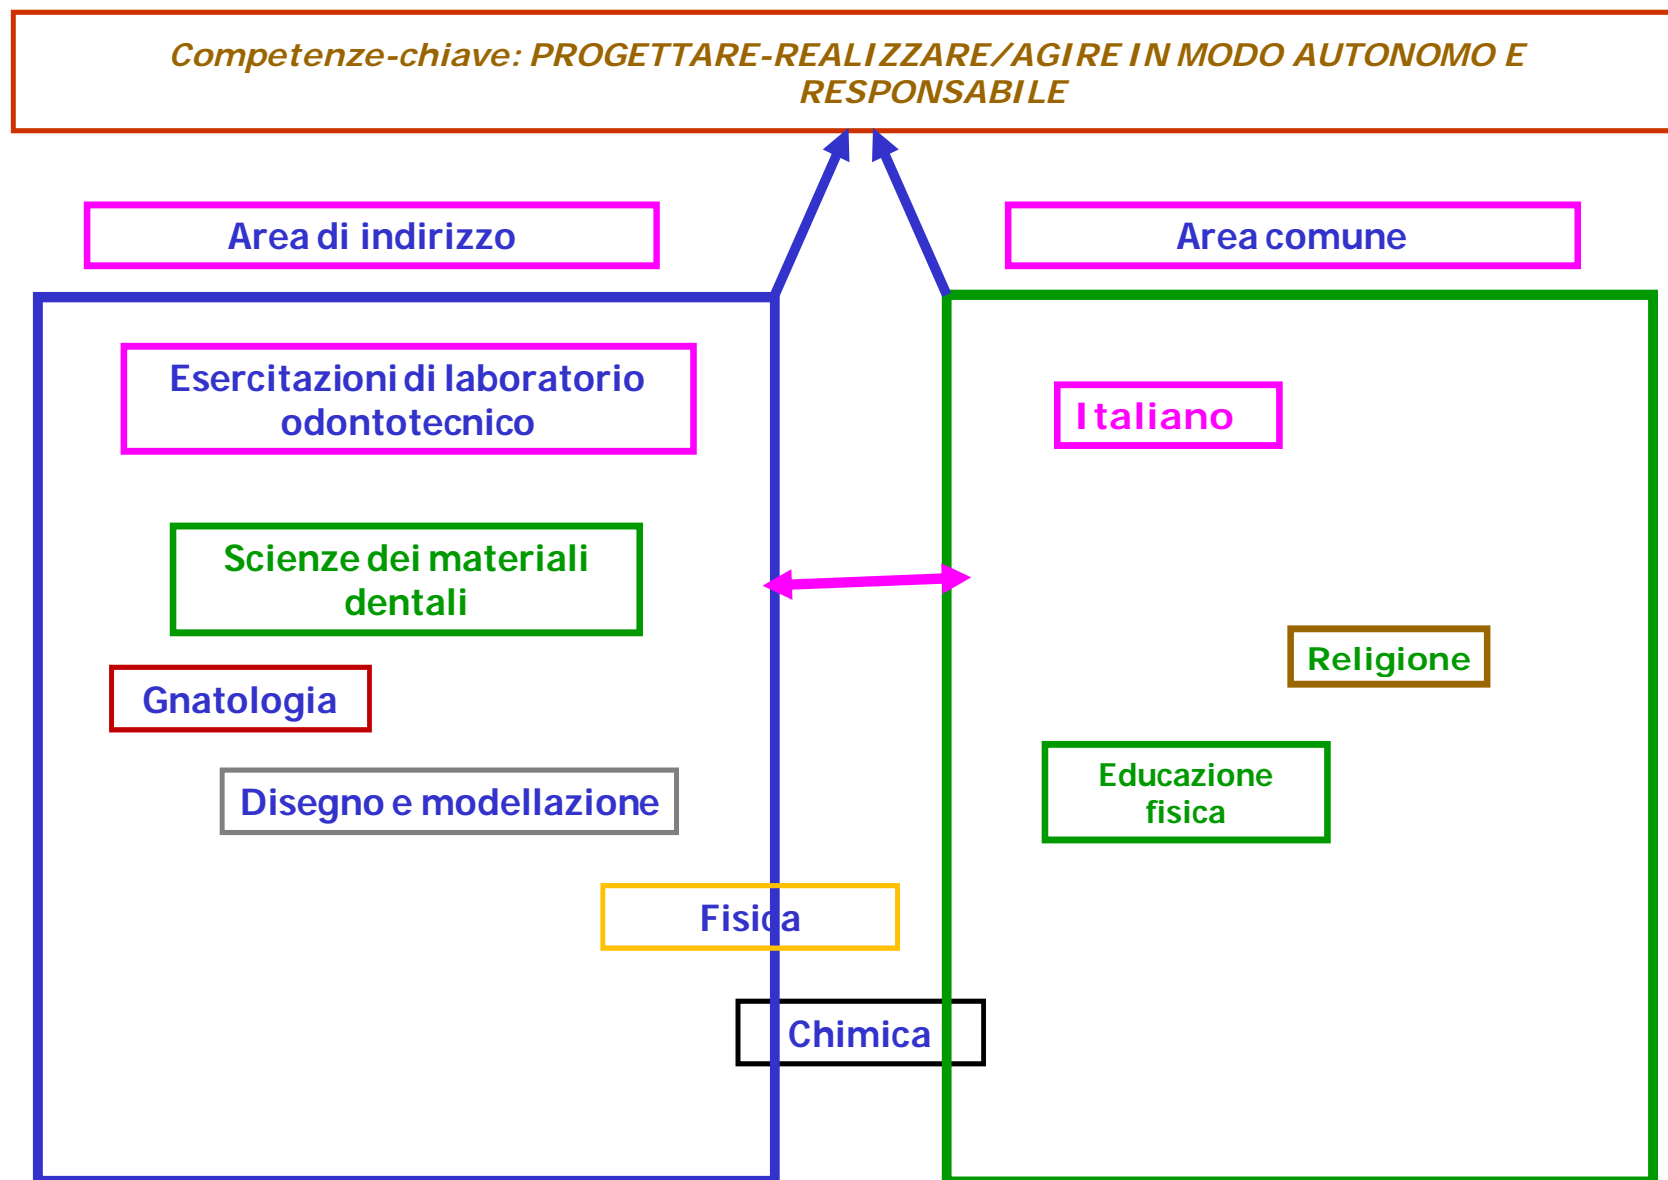 Competenze-chiave: PROGETTARE-REALIZZARE/AGIRE IN MODO AUTONOMO E
RESPONSABILE
Area di indirizzo
Area comune
Esercitazioni di laboratorio
odontotecnico
Italiano
Scienze dei materiali
dentali
Religione
Gnatologia
Disegno e modellazione
Educazione
fisica
Fisica
Chimica